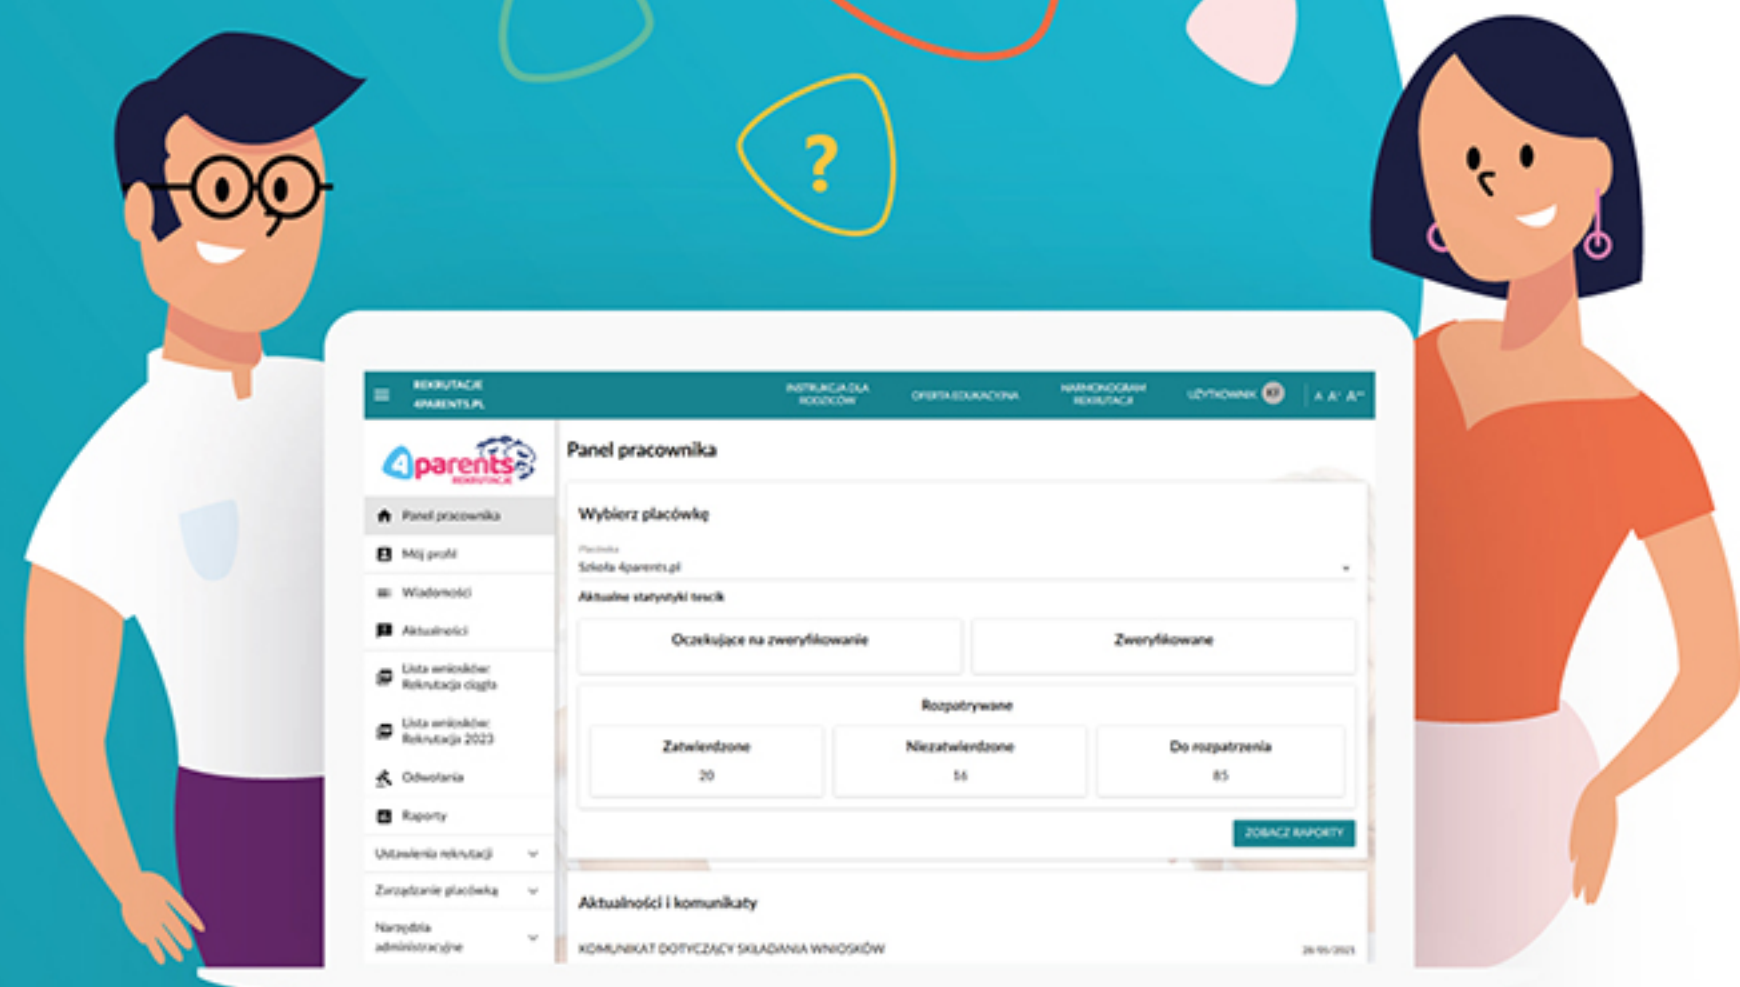 ?
REKRUTACJE
4PARENTS.PL
INSTRUKCJA DLA
RODZICÓW
OFERTA EDUKACYJNA
HARMONOGRAM
REKRUTACJI
UŻYTKOWNIK
A A+ A++
4parents
REKRUTACJE
Panel pracownika
Mój profil
Wiadomości
Aktualności
Lista wniosków:
Rekrutacja ciągła
Lista wniosków:
Rekrutacja 2023
Odwołania
Raporty
Ustawienia rekrutacji
Zarządzanie placówką
Narzędzia
administracyjne
Panel pracownika
Wybierz placówkę
Placówka
Szkoła 4parents.pl
Aktualne statystyki tescik
Oczekujące na zweryfikowanie
Zweryfikowane
Rozpatrywane
Zatwierdzone
20
Niezatwierdzone
16
Do rozpatrzenia
85
ZOBACZ RAPORTY
Aktualności i komunikaty
KOMUNIKAT DOTYCZĄCY SKŁADANIA WNIOSKÓW